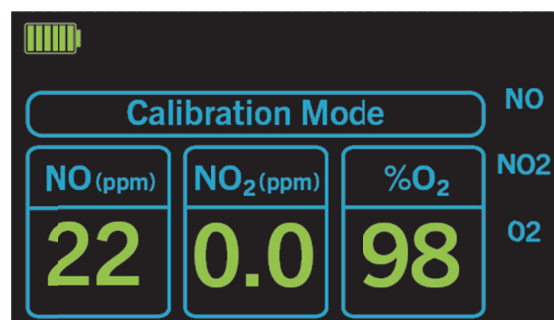 Calibration Mode
NO
NO (ppm) NO₂ (ppm) %O₂
NO2
22 0.0 98
O2